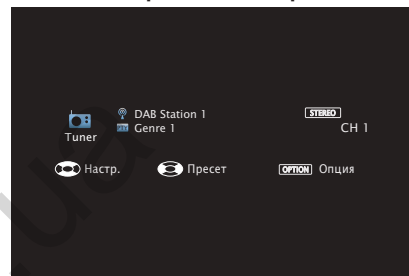 DAB Station 1
STEREO
Tuner
Genre 1
CH 1
Настр.
Пресет
OPTION Опция